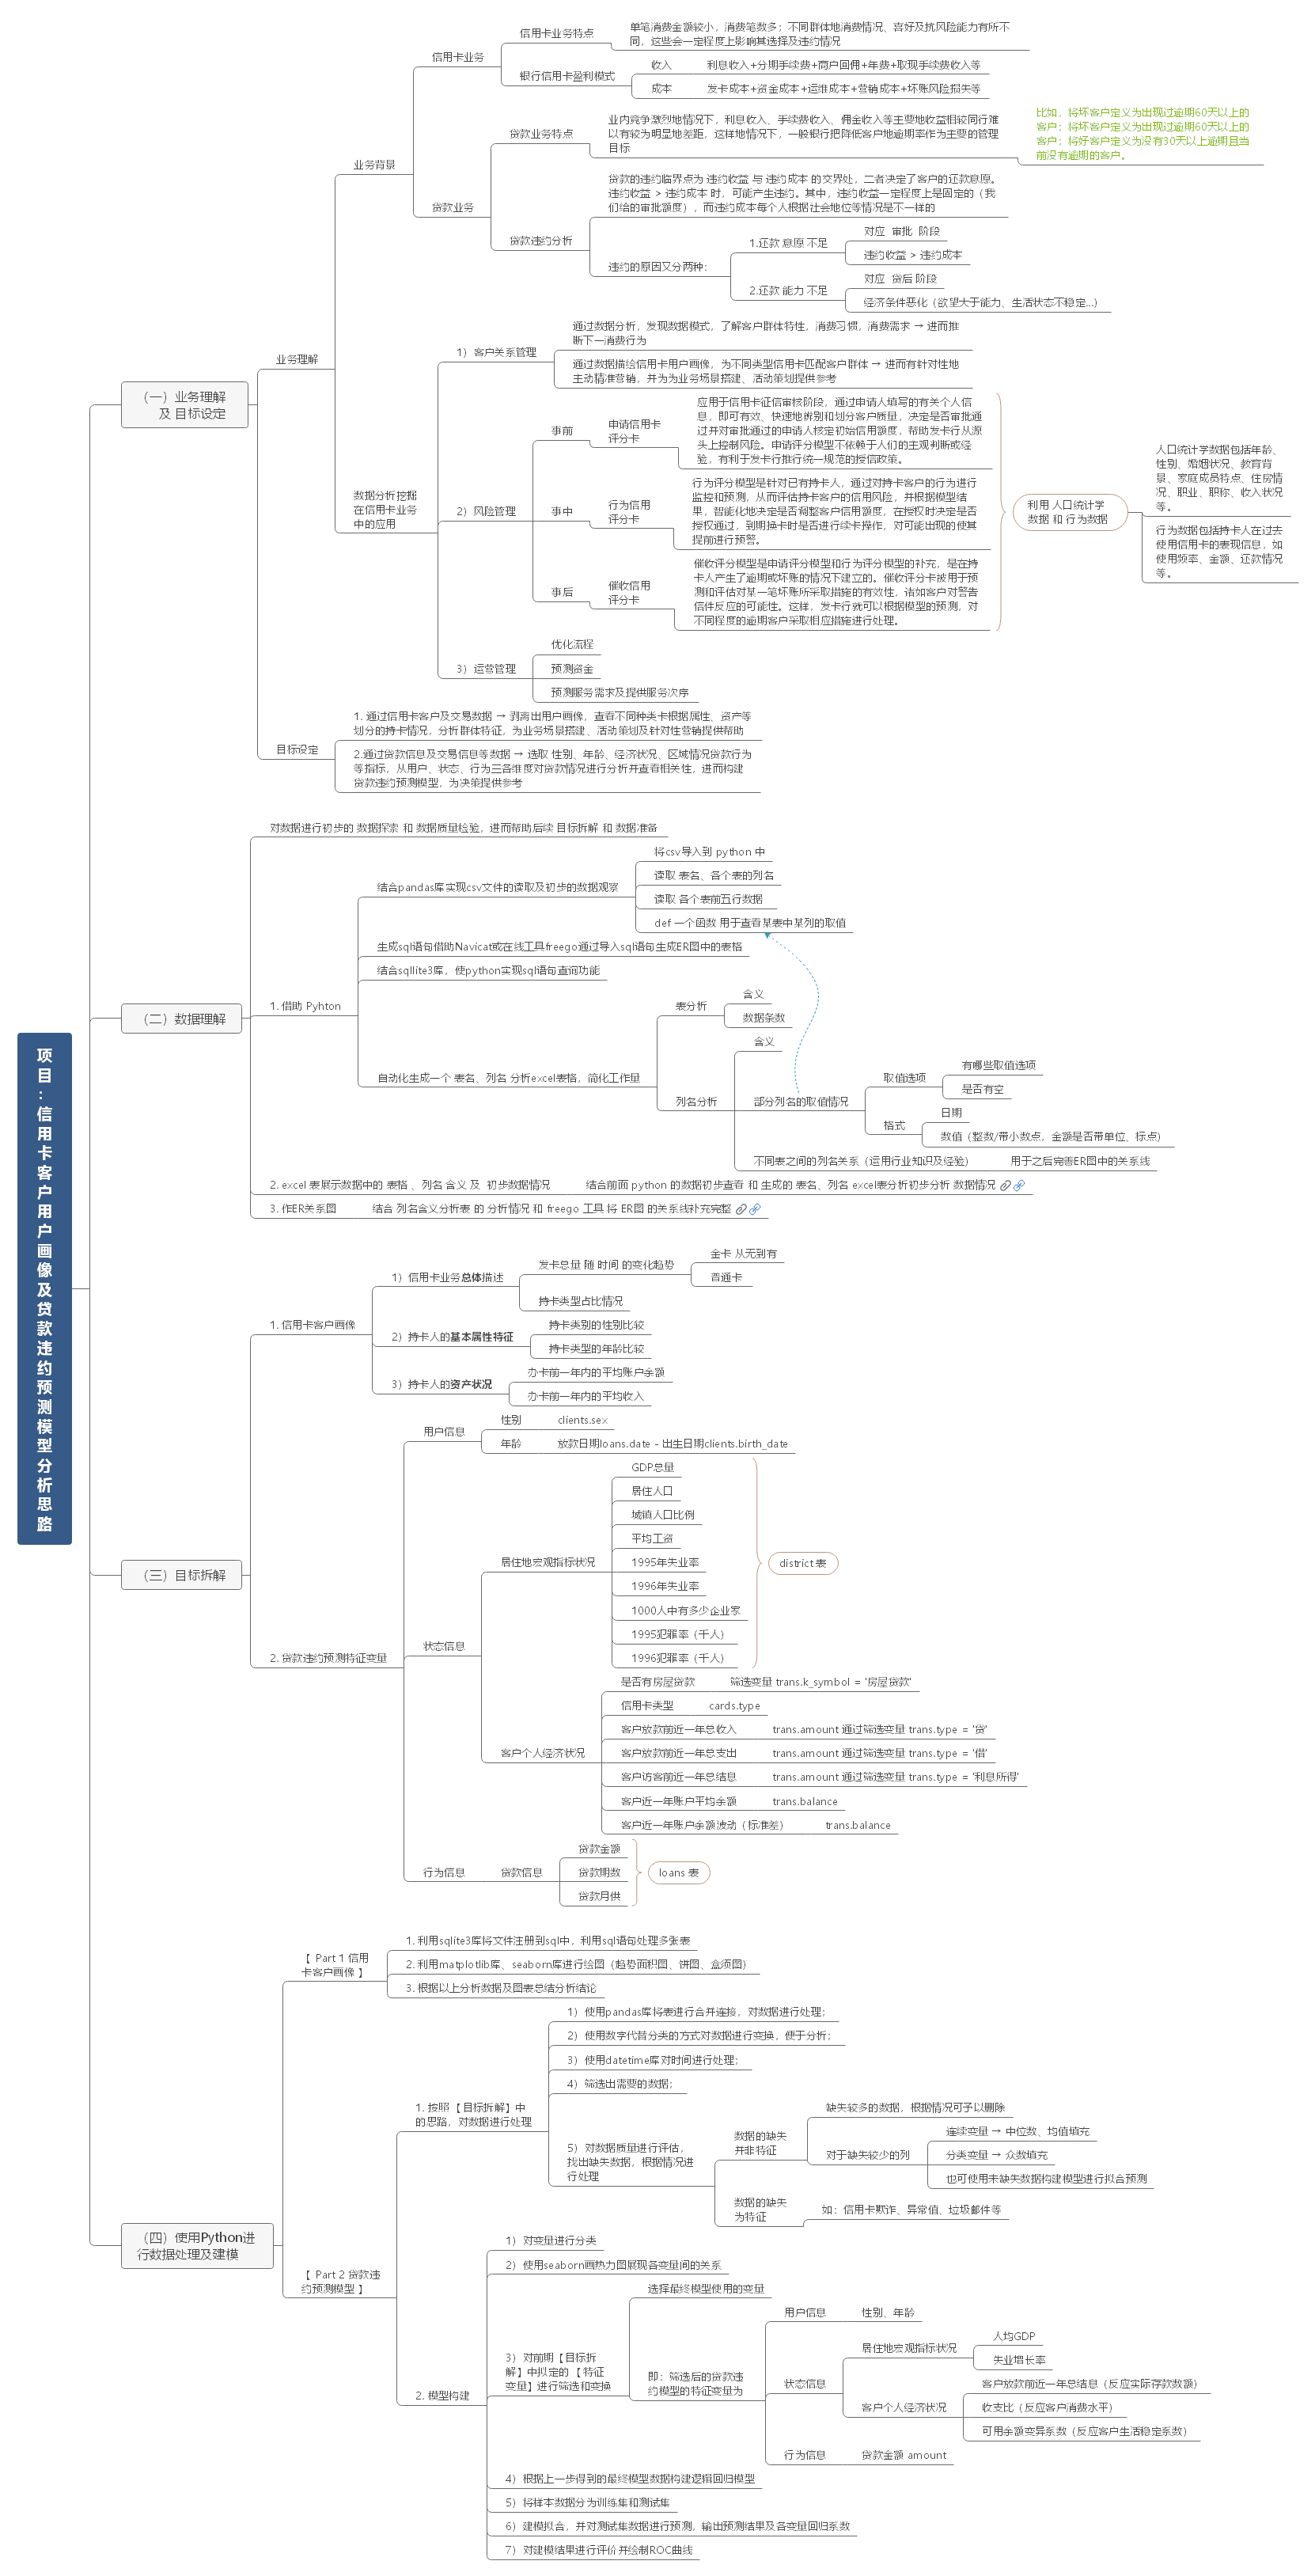 项目：信用卡客户用户画像及贷款违约预测模型分析思路
（一）业务理解
及 目标设定
业务理解
业务背景
信用卡业务
信用卡业务特点
单笔消费金额较小，消费笔数多；不同群体地消费情况、喜好及抗风险能力有所不
同，这些会一定程度上影响其选择及违约情况
银行信用卡盈利模式
收入
利息收入+分期手续费+商户回佣+年费+取现手续费收入等
成本
发卡成本+资金成本+运维成本+营销成本+坏账风险损失等
贷款业务
贷款业务特点
业内竞争激烈地情况下，利息收入、手续费收入、佣金收入等主要地收益相较同行难
以有较为明显地差距，这样地情况下，一般银行把降低客户地逾期率作为主要的管理
目标
比如，将坏客户定义为出现过逾期60天以上的
客户；将坏客户定义为出现过逾期60天以上的
客户；将好客户定义为没有30天以上逾期且当
前没有逾期的客户。
贷款违约分析
贷款的违约临界点为 违约收益 与 违约成本 的交界处，二者决定了客户的还款意愿。
违约收益 > 违约成本 时，可能产生违约。其中，违约收益一定程度上是固定的（我
们给的审批额度），而违约成本每个人根据社会地位等情况是不一样的
违约的原因又分两种：
1.还款 意愿 不足
对应 审批 阶段
违约收益 > 违约成本
2.还款 能力 不足
对应 贷后 阶段
经济条件恶化（欲望大于能力、生活状态不稳定...）
数据分析挖掘
在信用卡业务
中的应用
1）客户关系管理
通过数据分析，发现数据模式，了解客户群体特性，消费习惯，消费需求 → 进而推
断下一消费行为
通过数据描绘信用卡用户画像，为不同类型信用卡匹配客户群体 → 进而有针对性地
主动精准营销，并为为业务场景搭建、活动策划提供参考
2）风险管理
事前
申请信用卡
评分卡
应用于信用卡征信审核阶段，通过申请人填写的有关个人信
息，即可有效、快速地辨别和划分客户质量，决定是否审批通
过并对审批通过的申请人核定初始信用额度，帮助发卡行从源
头上控制风险。申请评分模型不依赖于人们的主观判断或经
验，有利于发卡行推行统一规范的授信政策。
事中
行为信用
评分卡
行为评分模型是针对已有持卡人，通过对持卡客户的行为进行
监控和预测，从而评估持卡客户的信用风险，并根据模型结
果，智能化地决定是否调整客户信用额度，在授权时决定是否
授权通过，到期换卡时是否进行续卡操作，对可能出现的使其
提前进行预警。
事后
催收信用
评分卡
催收评分模型是申请评分模型和行为评分模型的补充，是在持
卡人产生了逾期或坏账的情况下建立的。催收评分卡被用于预
测和评估对某一笔坏账所采取措施的有效性，诸如客户对警告
信件反应的可能性。这样，发卡行就可以根据模型的预测，对
不同程度的逾期客户采取相应措施进行处理。
利用 人口统计学
数据 和 行为数据
人口统计学数据包括年龄、
性别、婚姻状况、教育背
景、家庭成员特点、住房情
况、职业、职称、收入状况
等。
行为数据包括持卡人在过去
使用信用卡的表现信息，如
使用频率、金额、还款情况
等。
3）运营管理
优化流程
预测资金
预测服务需求及提供服务次序
目标设定
1. 通过信用卡客户及交易数据 → 剥离出用户画像，查看不同种类卡根据属性、资产等
划分的持卡情况，分析群体特征，为业务场景搭建、活动策划及针对性营销提供帮助
2.通过贷款信息及交易信息等数据 → 选取 性别、年龄、经济状况、区域情况贷款行为
等指标，从用户、状态、行为三各维度对贷款情况进行分析并查看相关性，进而构建
贷款违约预测模型，为决策提供参考
（二）数据理解
对数据进行初步的 数据探索 和 数据质量检验，进而帮助后续 目标拆解 和 数据准备
1. 借助 Pyhton
结合pandas库实现csv文件的读取及初步的数据观察
将csv导入到 python 中
读取 表名、各个表的列名
读取 各个表前五行数据
def 一个函数 用于查看某表中某列的取值
生成sql语句借助Navicat或在线工具freego通过导入sql语句生成ER图中的表格
结合sqllite3库，使python实现sql语句查询功能
自动化生成一个 表名、列名 分析excel表格，简化工作量
表分析
含义
数据条数
列名分析
含义
部分列名的取值情况
取值选项
有哪些取值选项
是否有空
格式
日期
数值（整数/带小数点，金额是否带单位、标点）
不同表之间的列名关系（运用行业知识及经验）
用于之后完善ER图中的关系线
2. excel 表展示数据中的 表格 、列名 含义 及 初步数据情况
结合前面 python 的数据初步查看 和 生成的 表名、列名 excel表分析初步分析 数据情况
3. 作ER关系图
结合 列名含义分析表 的 分析情况 和 freego 工具 将 ER图 的关系线补充完整
（三）目标拆解
1. 信用卡客户画像
1）信用卡业务总体描述
发卡总量 随 时间 的变化趋势
金卡 从无到有
普通卡
持卡类型占比情况
2）持卡人的基本属性特征
持卡类别的性别比较
持卡类型的年龄比较
3）持卡人的资产状况
办卡前一年内的平均账户余额
办卡前一年内的平均收入
2. 贷款违约预测特征变量
用户信息
性别
clients.sex
年龄
放款日期loans.date - 出生日期clients.birth_date
状态信息
居住地宏观指标状况
GDP总量
居住人口
城镇人口比例
平均工资
1995年失业率
1996年失业率
1000人中有多少企业家
1995犯罪率（千人）
1996犯罪率（千人）
district 表
客户个人经济状况
是否有房屋贷款
筛选变量 trans.k_symbol = '房屋贷款'
信用卡类型
cards.type
客户放款前近一年总收入
trans.amount 通过筛选变量 trans.type = '贷'
客户放款前近一年总支出
trans.amount 通过筛选变量 trans.type = '借'
客户访客前近一年总结息
trans.amount 通过筛选变量 trans.type = '利息所得'
客户近一年账户平均余额
trans.balance
客户近一年账户余额波动（标准差）
trans.balance
行为信息
贷款信息
贷款金额
贷款期数
贷款月供
loans 表
（四）使用Python进
行数据处理及建模
【 Part 1 信用
卡客户画像 】
1. 利用sqlite3库将文件注册到sql中，利用sql语句处理多张表
2. 利用matplotlib库、seaborn库进行绘图（趋势面积图、饼图、盒须图）
3. 根据以上分析数据及图表总结分析结论
【 Part 2 贷款违
约预测模型 】
1. 按照 【目标拆解】中
的思路，对数据进行处理
1）使用pandas库将表进行合并连接，对数据进行处理；
2）使用数字代替分类的方式对数据进行变换，便于分析；
3）使用datetime库对时间进行处理；
4）筛选出需要的数据；
5）对数据质量进行评估，
找出缺失数据，根据情况进
行处理
数据的缺失
并非特征
缺失较多的数据，根据情况可予以删除
对于缺失较少的列
连续变量 → 中位数、均值填充
分类变量 → 众数填充
也可使用未缺失数据构建模型进行拟合预测
数据的缺失
为特征
如：信用卡欺诈、异常值、垃圾邮件等
2. 模型构建
1）对变量进行分类
2）使用seaborn画热力图展现各变量间的关系
3）对前期【目标拆
解】中拟定的 【特征
变量】进行筛选和变换
选择最终模型使用的变量
即：筛选后的贷款违
约模型的特征变量为
用户信息
性别、年龄
状态信息
居住地宏观指标状况
人均GDP
失业增长率
客户个人经济状况
客户放款前近一年总结息（反应实际存款数额）
收支比（反应客户消费水平）
可用余额变异系数（反应客户生活稳定系数）
行为信息
贷款金额 amount
4）根据上一步得到的最终模型数据构建逻辑回归模型
5）将样本数据分为训练集和测试集
6）建模拟合，并对测试集数据进行预测，输出预测结果及各变量回归系数
7）对建模结果进行评价并绘制ROC曲线